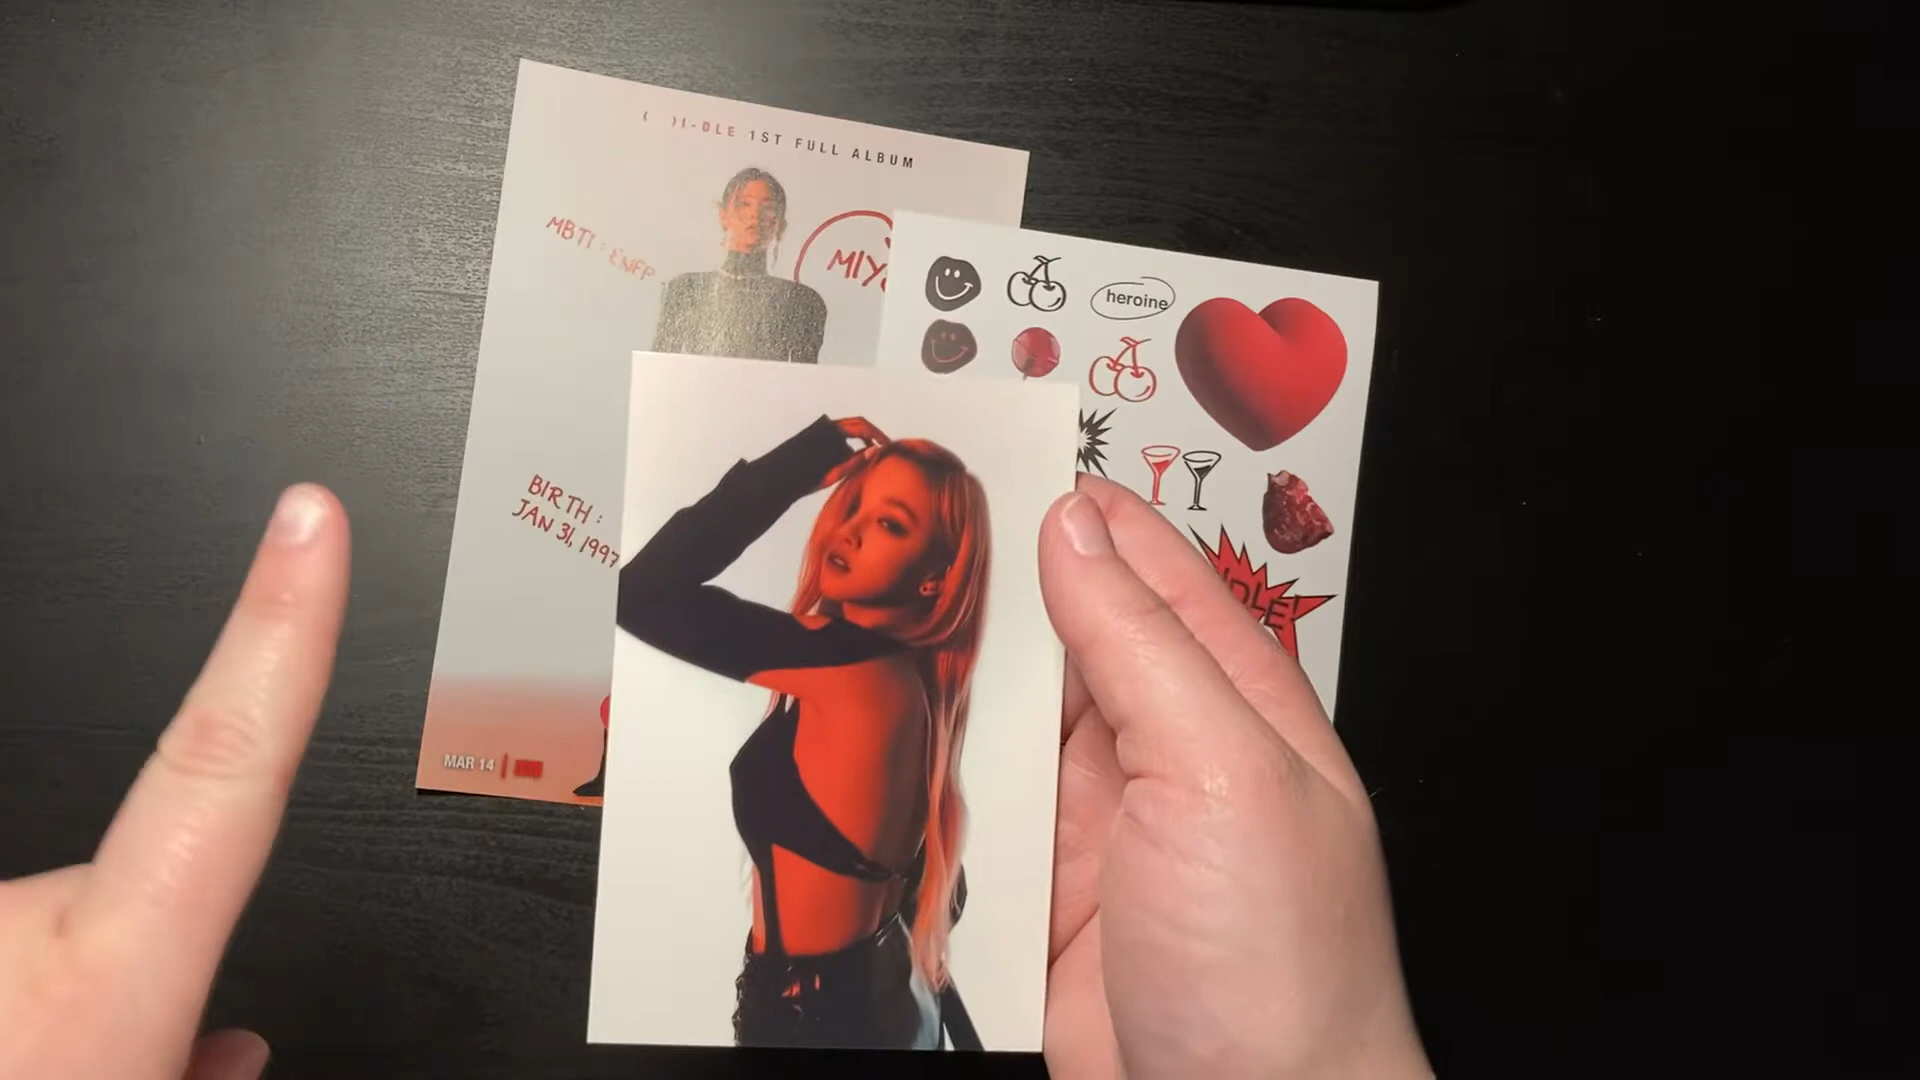 ( )I-DLE 1ST FULL ALBUM
MBTI : ENFP
heroine
BIRTH :
JAN 31, 1997
MAR 14